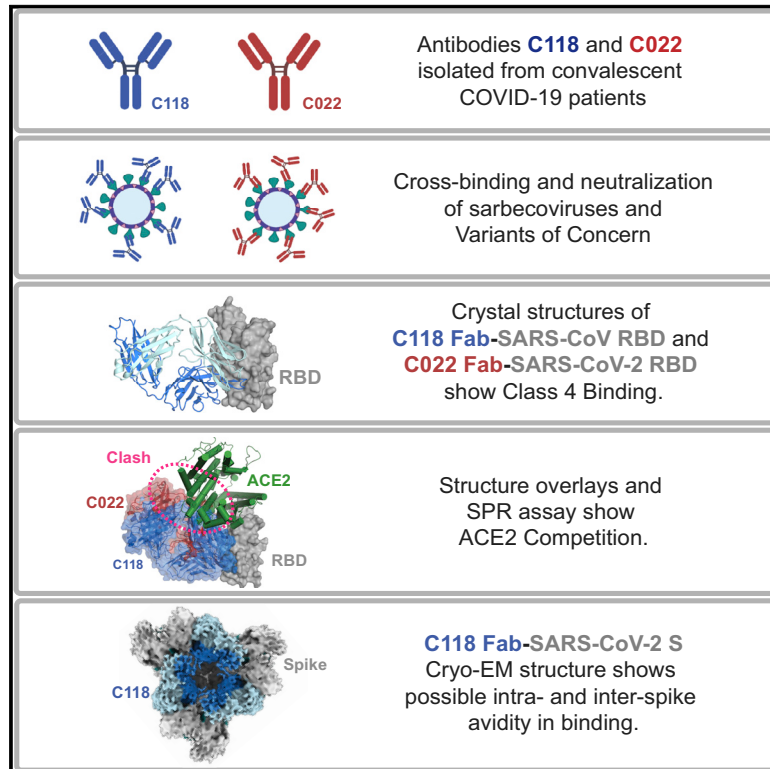 C118
C022
Antibodies C118 and C022
isolated from convalescent
COVID-19 patients
Cross-binding and neutralization
of sarbecoviruses and
Variants of Concern
RBD
Crystal structures of
C118 Fab-SARS-CoV RBD and
C022 Fab-SARS-CoV-2 RBD
show Class 4 Binding.
Clash
ACE2
C022
C118
RBD
Structure overlays and
SPR assay show
ACE2 Competition.
Spike
C118
C118 Fab-SARS-CoV-2 S
Cryo-EM structure shows
possible intra- and inter-spike
avidity in binding.